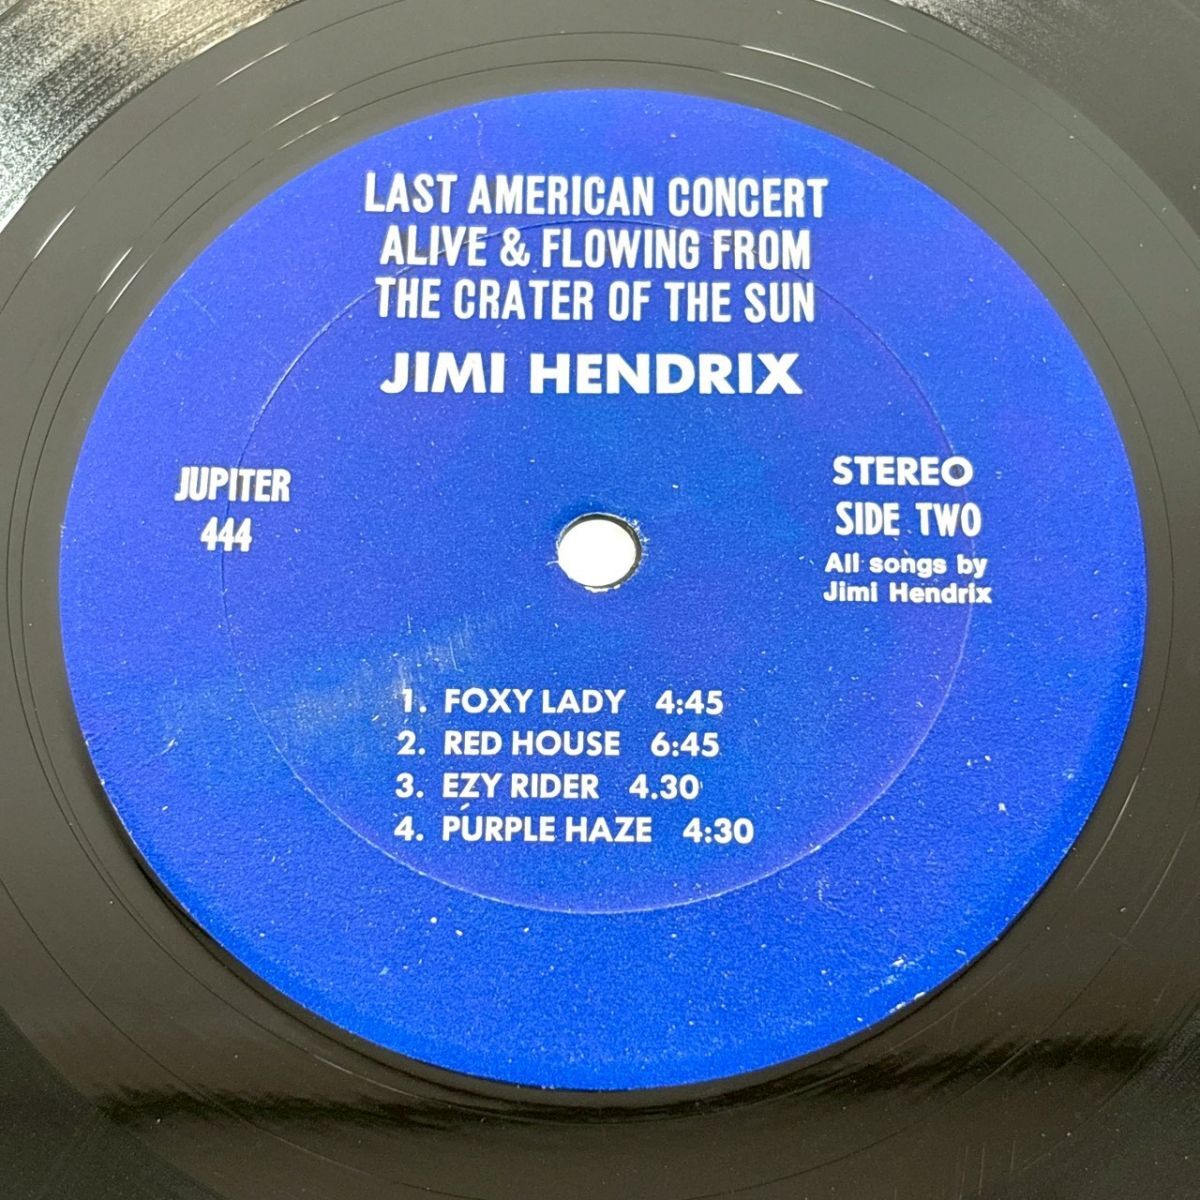 LAST AMERICAN CONCERT
ALIVE & FLOWING FROM
THE CRATER OF THE SUN
JIMI HENDRIX
JUPITER
444
STEREO
SIDE TWO
All songs by
Jimi Hendrix
1. FOXY LADY 4:45
2. RED HOUSE 6:45
3. EZY RIDER 4.30
4. PURPLE HAZE 4:30